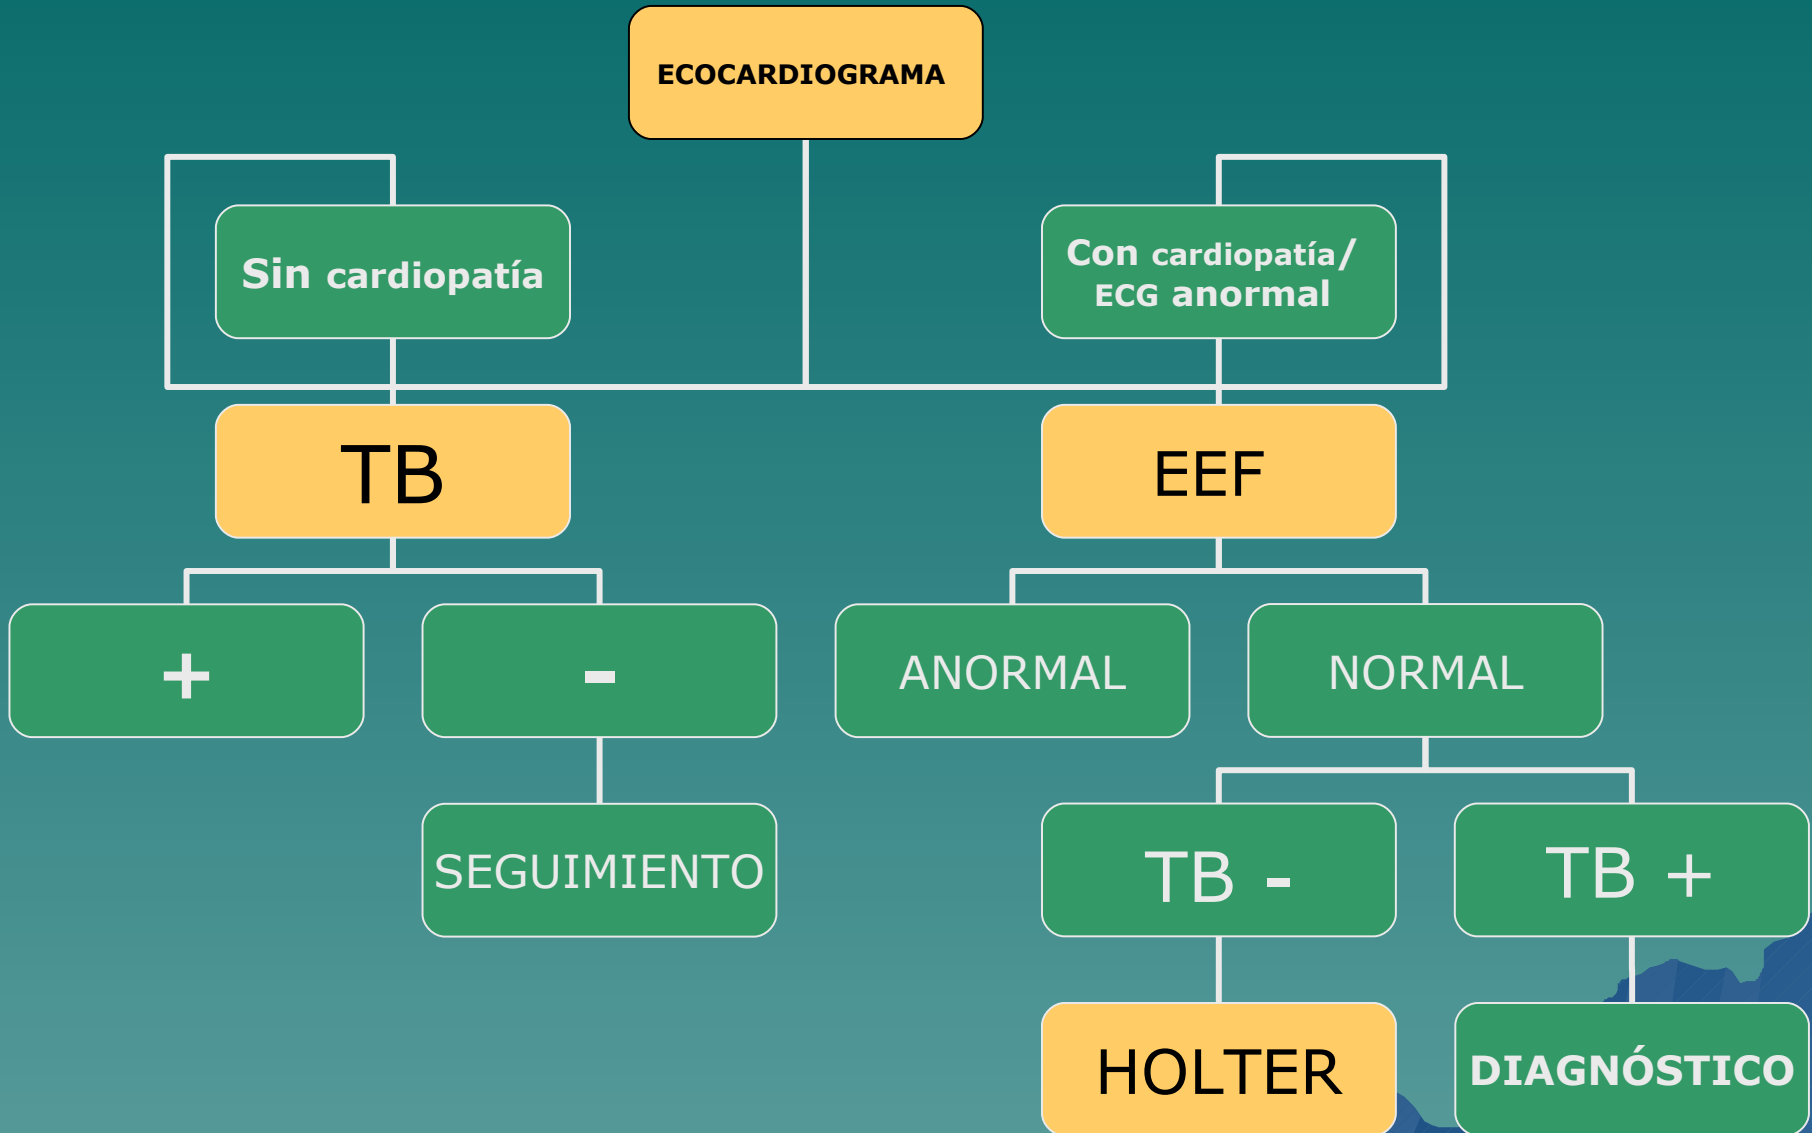 ECOCARDIOGRAMA
Sin cardiopatía
Con cardiopatía/
ECG anormal
TB
EEF
+
-
ANORMAL
NORMAL
SEGUIMIENTO
TB -
TB +
HOLTER
DIAGNÓSTICO